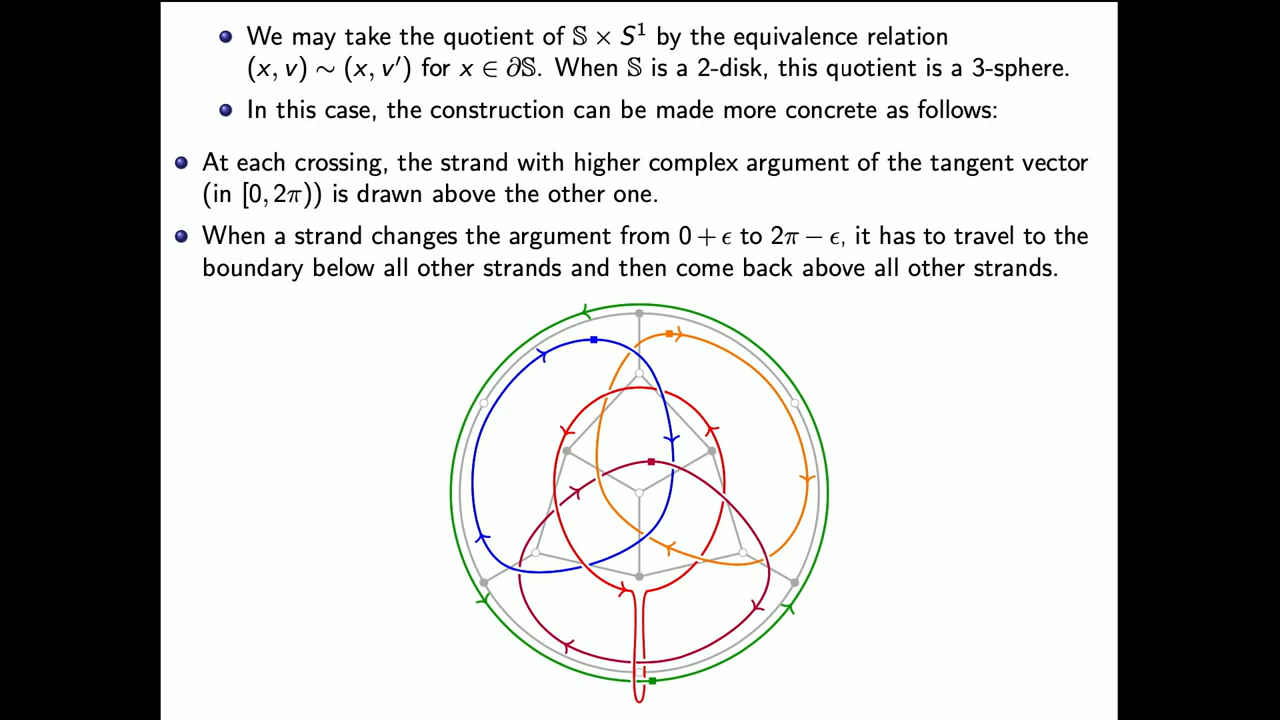 We may take the quotient of 𝕊 × S¹ by the equivalence relation
(x, v) ∼ (x, v′) for x ∈ ∂𝕊. When 𝕊 is a 2-disk, this quotient is a 3-sphere.
In this case, the construction can be made more concrete as follows:
At each crossing, the strand with higher complex argument of the tangent vector
(in [0, 2π)) is drawn above the other one.
When a strand changes the argument from 0 + ϵ to 2π − ϵ, it has to travel to the
boundary below all other strands and then come back above all other strands.